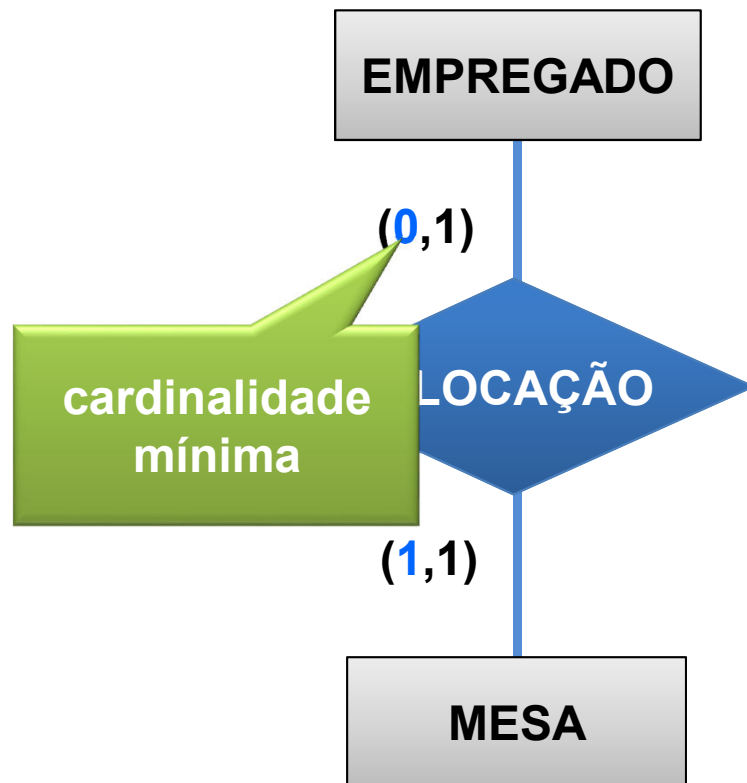 EMPREGADO
(0,1)
cardinalidade
mínima
LOCAÇÃO
(1,1)
MESA